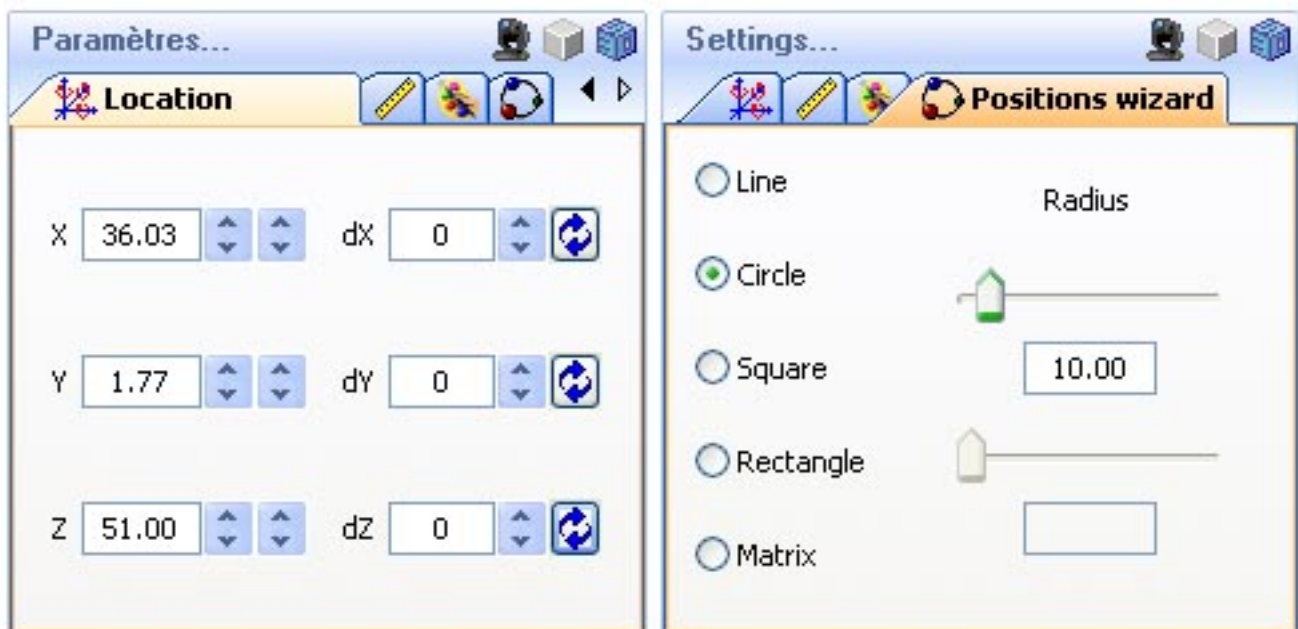 Paramètres...
Location
X 36.03 dX 0
Y 1.77 dY 0
Z 51.00 dZ 0
Settings...
Positions wizard
Line
Radius
Circle
Square 10.00
Rectangle
Matrix